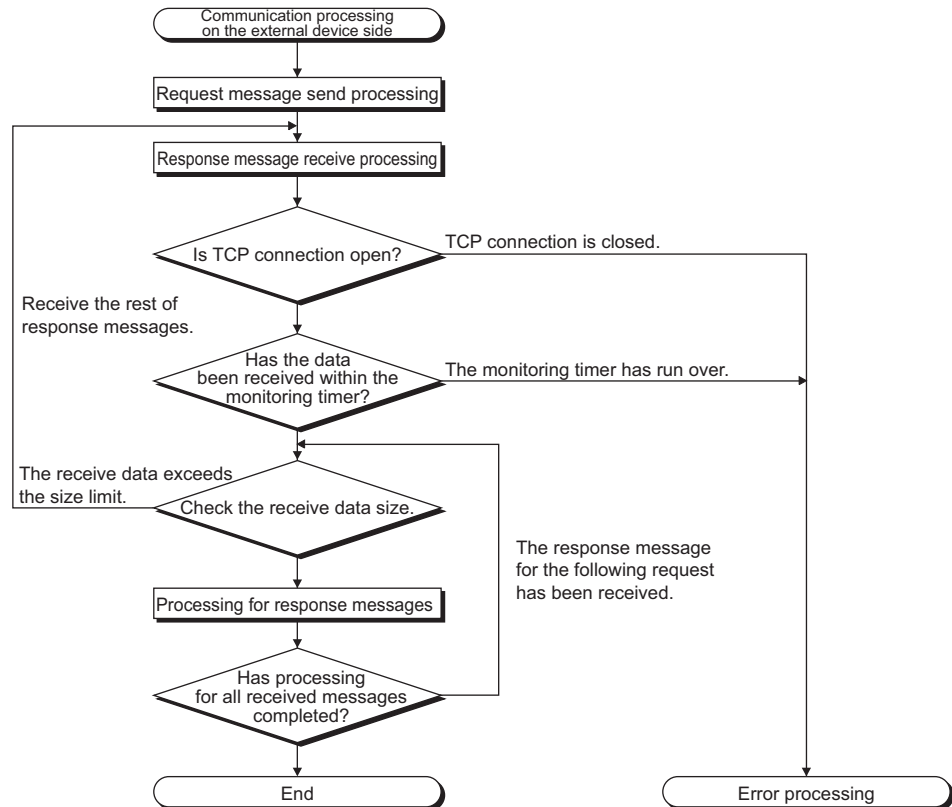 Communication processing
on the external device side
Request message send processing
Response message receive processing
Is TCP connection open?
TCP connection is closed.
Receive the rest of
response messages.
Has the data
been received within the
monitoring timer?
The monitoring timer has run over.
The receive data exceeds
the size limit.
Check the receive data size.
The response message
for the following request
has been received.
Processing for response messages
Has processing
for all received messages
completed?
End
Error processing